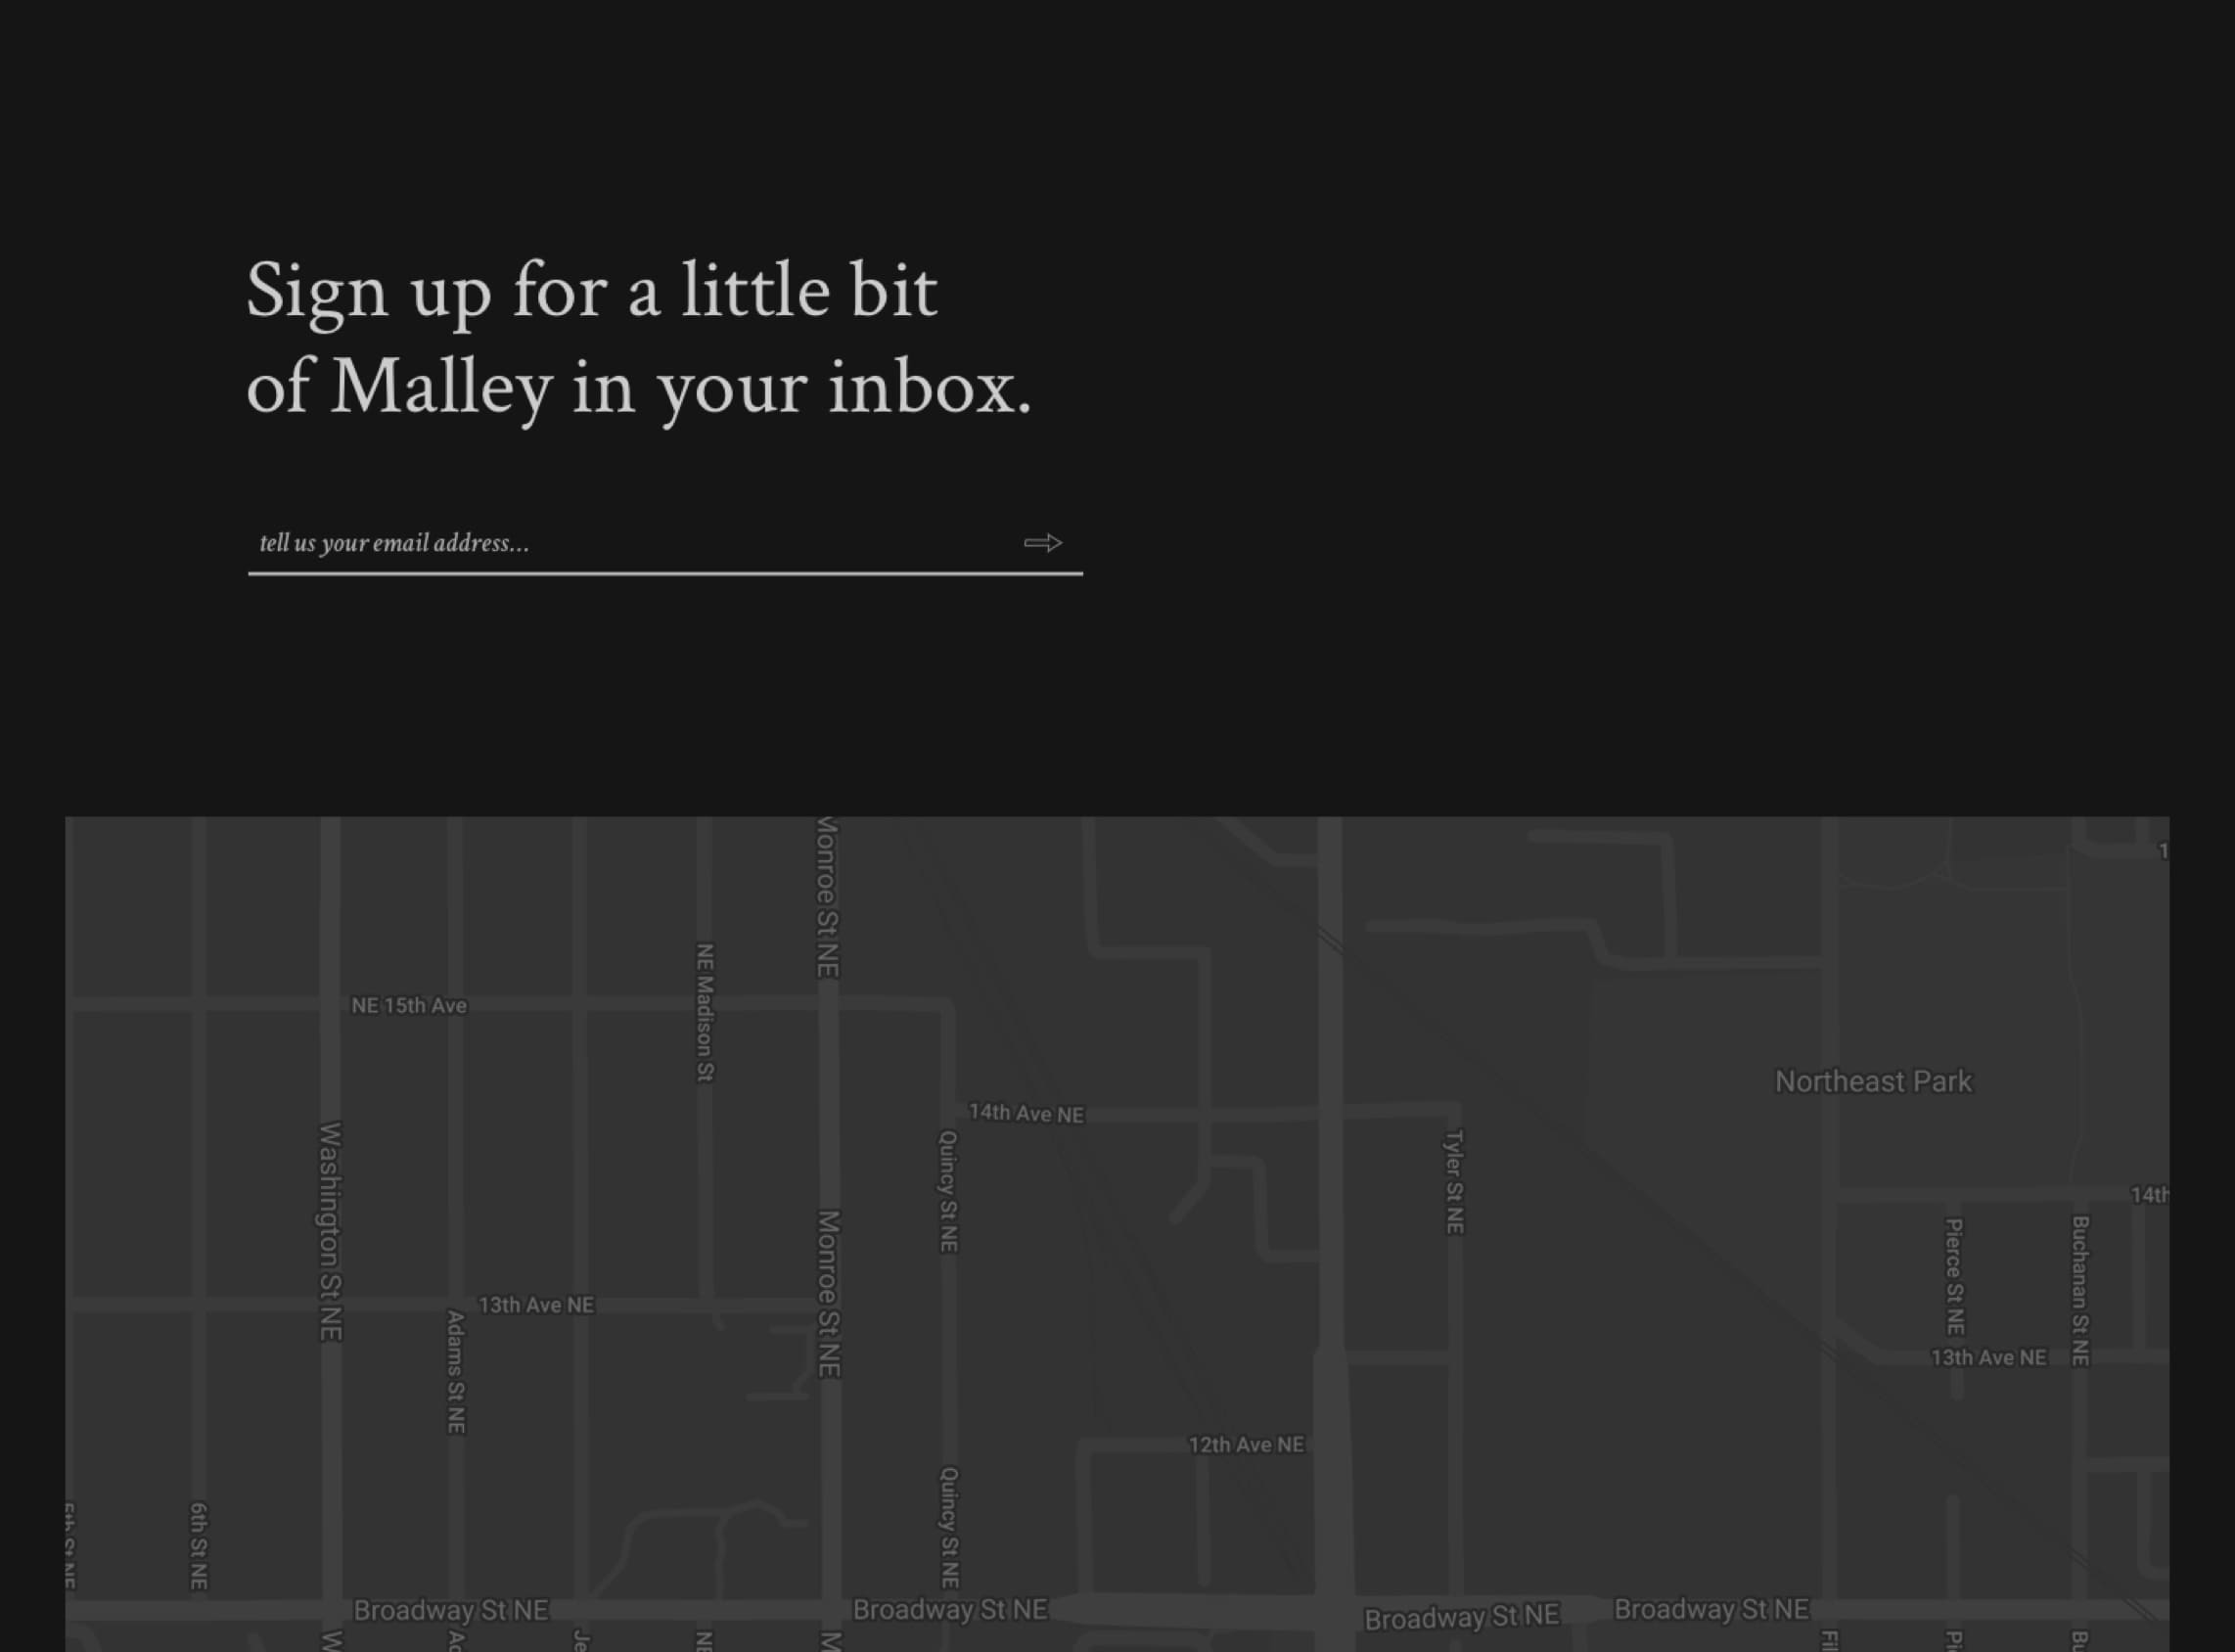 Sign up for a little bit
of Malley in your inbox.
tell us your email address...
Monroe St NE
NE Madison St
NE 15th Ave
Northeast Park
14th Ave NE
Washington St NE
Quincy St NE
Tyler St NE
14th
Monroe St NE
Pierce St NE
Buchanan St NE
13th Ave NE
Adams St NE
13th Ave NE
12th Ave NE
Quincy St NE
5th St NE
6th St NE
Broadway St NE
Broadway St NE
Broadway St NE
Broadway St NE